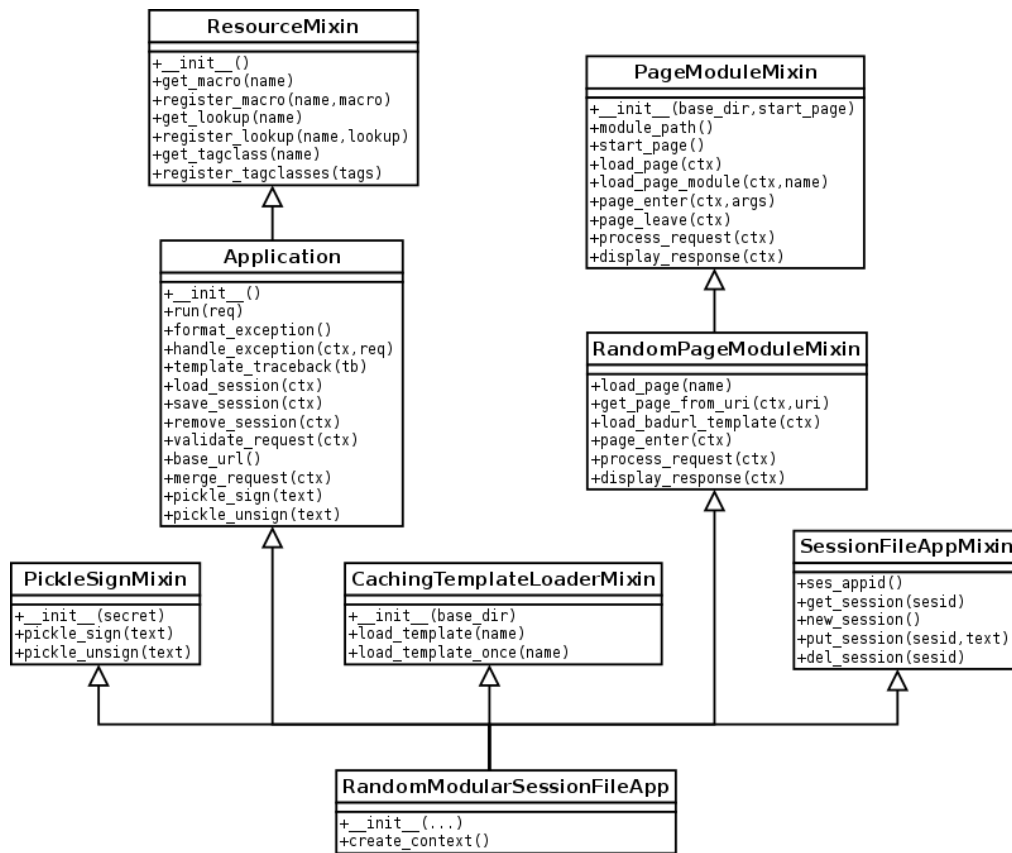 ResourceMixin
+__init__()
+get_macro(name)
+register_macro(name,macro)
+get_lookup(name)
+register_lookup(name,lookup)
+get_tagclass(name)
+register_tagclasses(tags)
PageModuleMixin
+__init__(base_dir,start_page)
+module_path()
+start_page()
+load_page(ctx)
+load_page_module(ctx,name)
+page_enter(ctx,args)
+page_leave(ctx)
+process_request(ctx)
+display_response(ctx)
Application
+__init__()
+run(req)
+format_exception()
+handle_exception(ctx,req)
+template_traceback(tb)
+load_session(ctx)
+save_session(ctx)
+remove_session(ctx)
+validate_request(ctx)
+base_url()
+merge_request(ctx)
+pickle_sign(text)
+pickle_unsign(text)
RandomPageModuleMixin
+load_page(name)
+get_page_from_uri(ctx,uri)
+load_badurl_template(ctx)
+page_enter(ctx)
+process_request(ctx)
+display_response(ctx)
PickleSignMixin
+__init__(secret)
+pickle_sign(text)
+pickle_unsign(text)
CachingTemplateLoaderMixin
+__init__(base_dir)
+load_template(name)
+load_template_once(name)
SessionFileAppMixin
+ses_appid()
+get_session(sesid)
+new_session()
+put_session(sesid,text)
+del_session(sesid)
RandomModularSessionFileApp
+__init__(...)
+create_context()